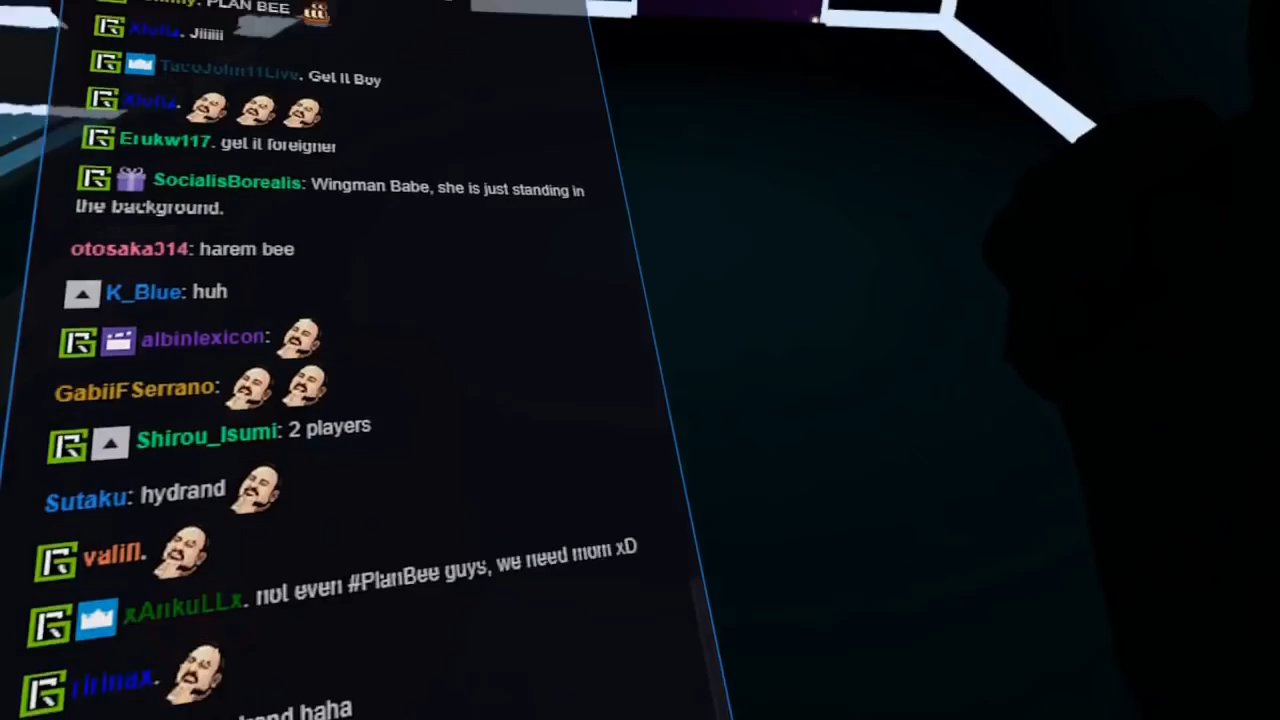 PLAN BEE
Jiiiiii
TacoJohn11Live. Get It Boy
Erukw117. get it foreigner
SocialisBorealis: Wingman Babe, she is just standing in
the background.
otosaka314: harem bee
K_Blue: huh
albinlexicon:
GabiiFSerrano:
Shirou_Isumi: 2 players
Sutaku: hydrand
valifl.
xAnkuLLx. not even #PlanBee guys, we need mom xD
haha